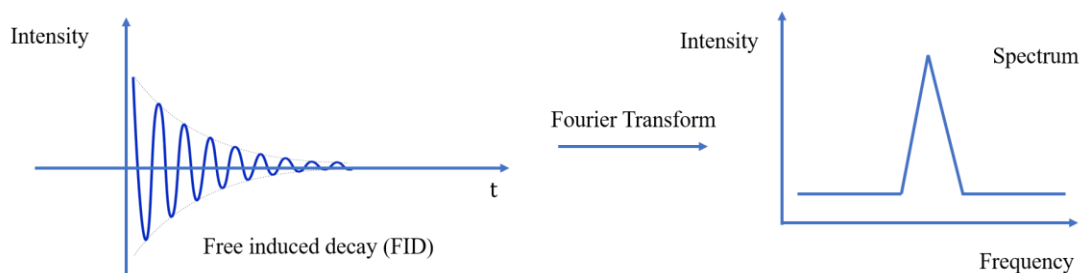 Intensity
t
Free induced decay (FID)
Fourier Transform
Intensity
Spectrum
Frequency